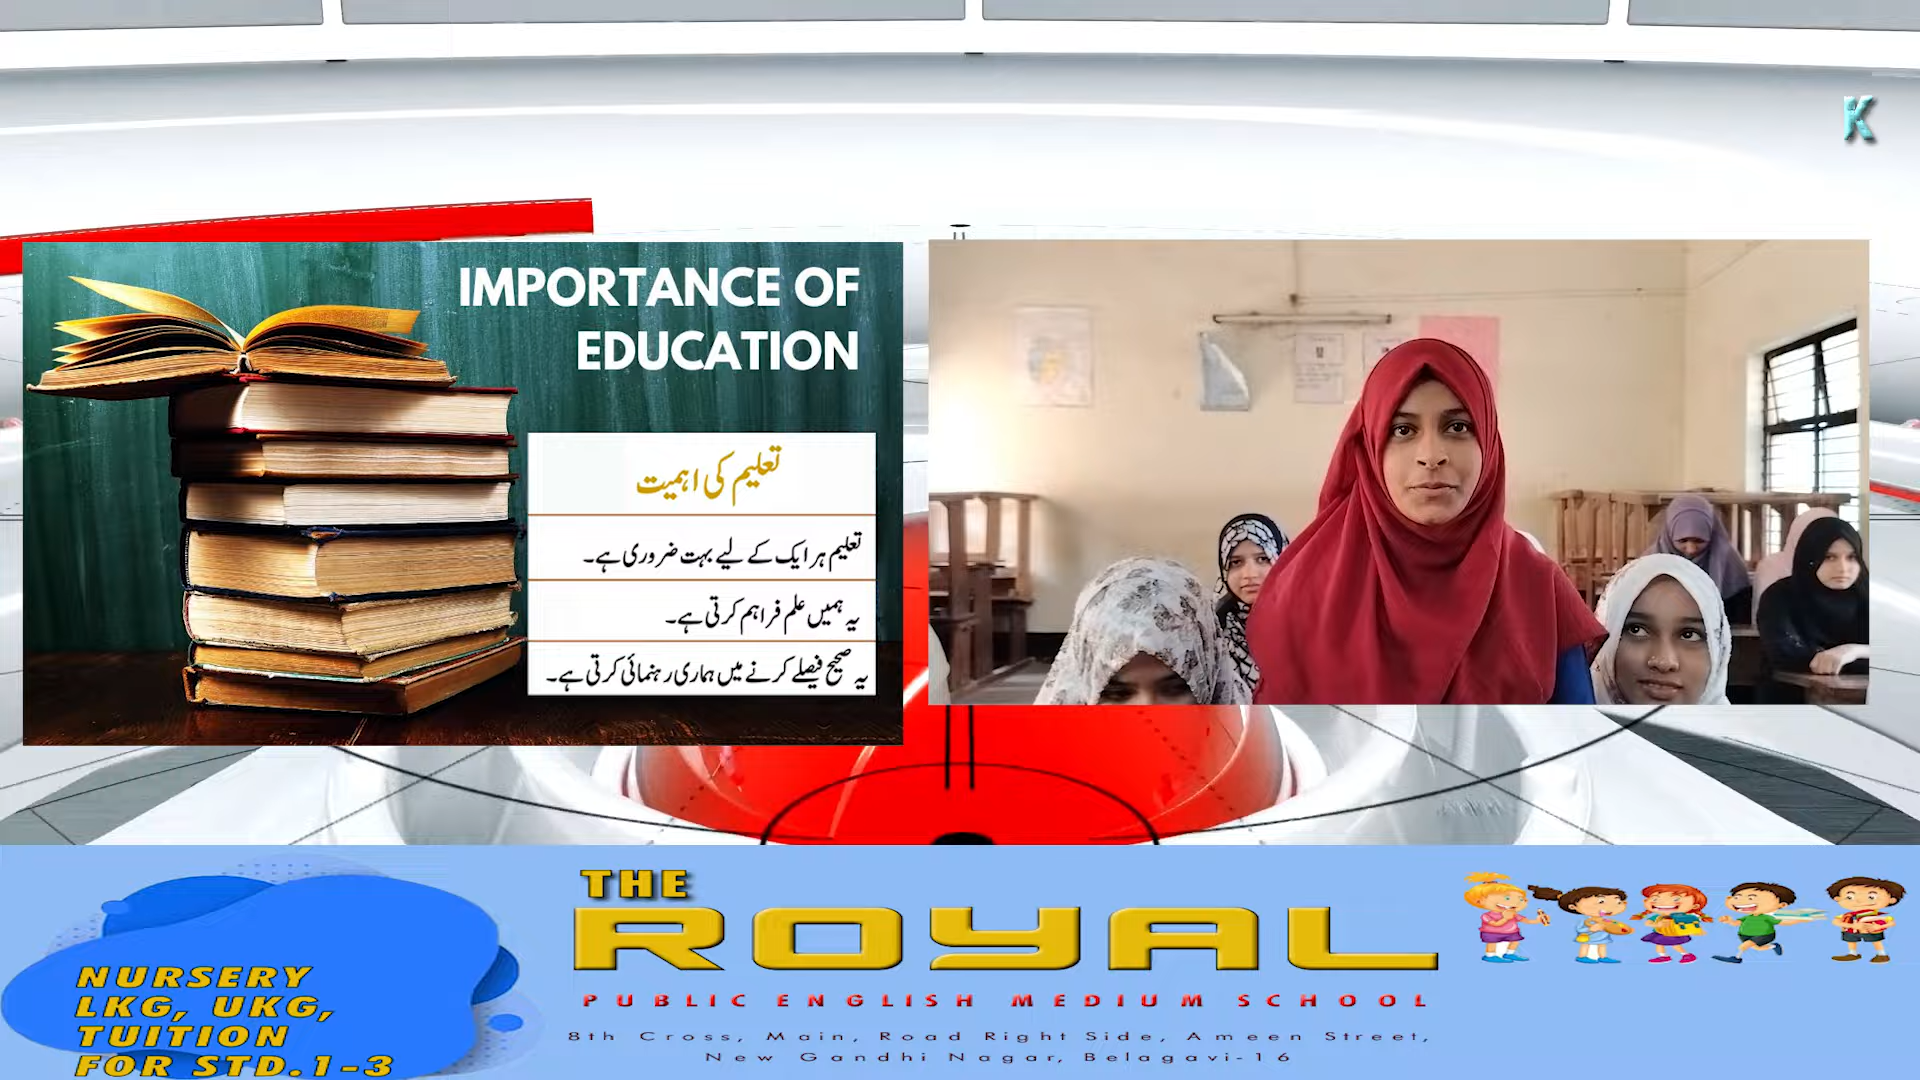 K
IMPORTANCE OF
EDUCATION
تعلیم کی اہمیت
تعلیم ہر ایک کے لیے بہت ضروری ہے۔
یہ ہمیں علم فراہم کرتی ہے۔
یہ صحیح فیصلے کرنے میں ہماری رہنمائی کرتی ہے۔
NURSERY
LKG, UKG,
TUITION
FOR STD.1-3
THE
ROYAL
PUBLIC ENGLISH MEDIUM SCHOOL
8th Cross, Main, Road Right Side, Ameen Street,
New Gandhi Nagar, Belagavi-16